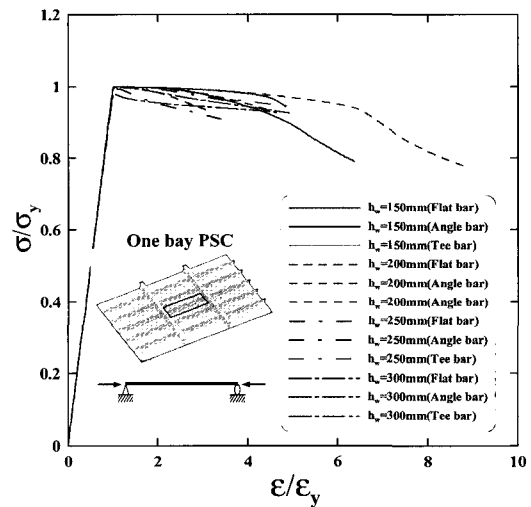 1.2
1
0.8
0.6
0.4
0.2
0
σ/σy
One bay PSC
hw=150mm(Flat bar)
hw=150mm(Angle bar)
hw=150mm(Tee bar)
hw=200mm(Flat bar)
hw=200mm(Angle bar)
hw=200mm(Angle bar)
hw=250mm(Flat bar)
hw=250mm(Angle bar)
hw=250mm(Tee bar)
hw=300mm(Flat bar)
hw=300mm(Angle bar)
hw=300mm(Tee bar)
0 2 4 6 8 10
ε/εy